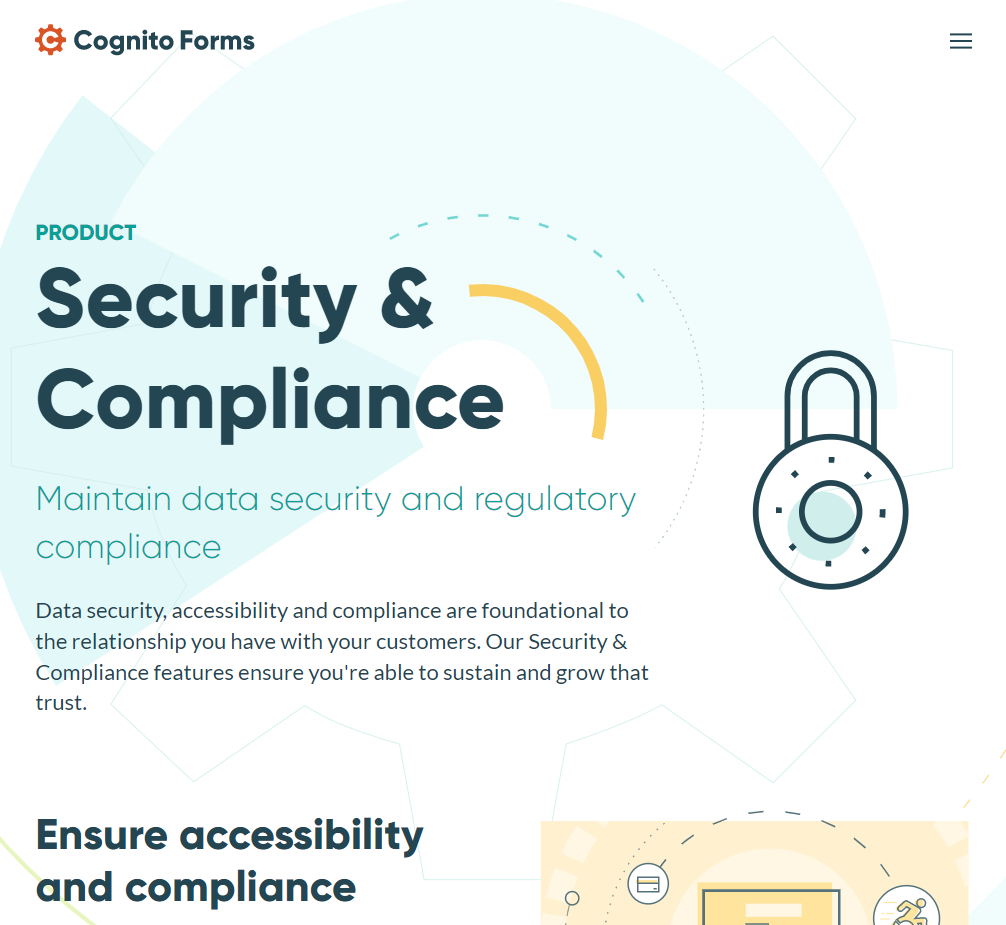 Cognito Forms
PRODUCT
Security &
Compliance
Maintain data security and regulatory
compliance
Data security, accessibility and compliance are foundational to
the relationship you have with your customers. Our Security &
Compliance features ensure you're able to sustain and grow that
trust.
Ensure accessibility
and compliance